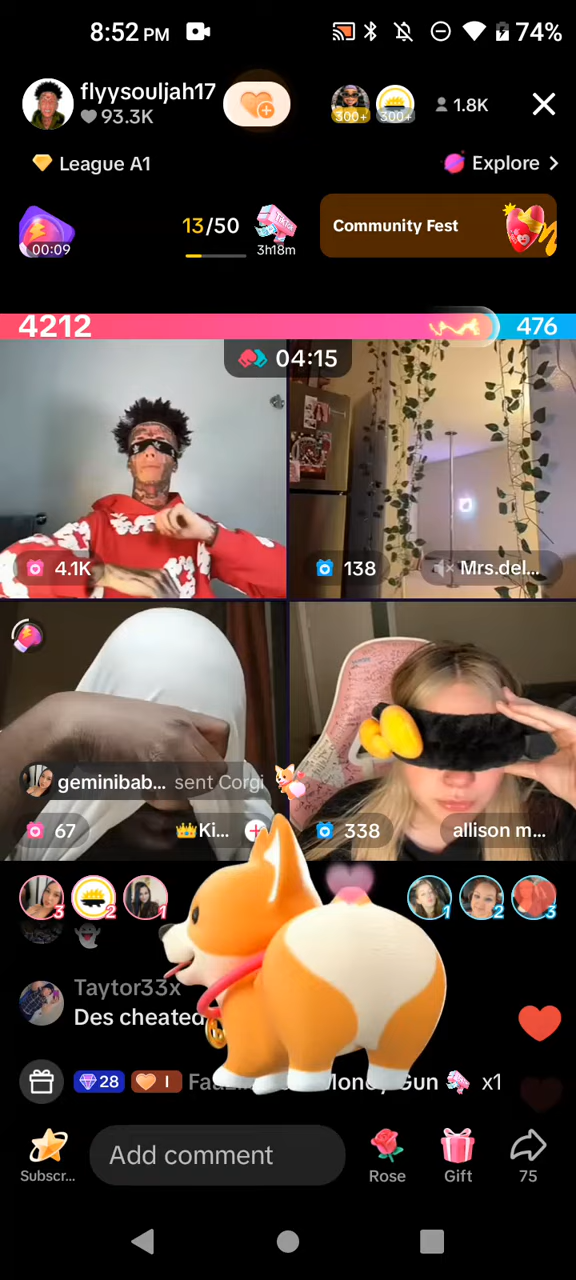 8:52 PM
74%
flyysouljah17
93.3K
300+
300+
1.8K
League A1
Explore >
00:09
13/50
TikTok
3h18m
Community Fest
4212
476
04:15
4.1K
138
Mrs.del...
geminibab... sent Corgi
67
Ki...
338
allison m...
3
2
1
1
2
3
Taytor33x
Des cheated
28
I
Money Gun
x1
Subscr...
Add comment
Rose
Gift
75